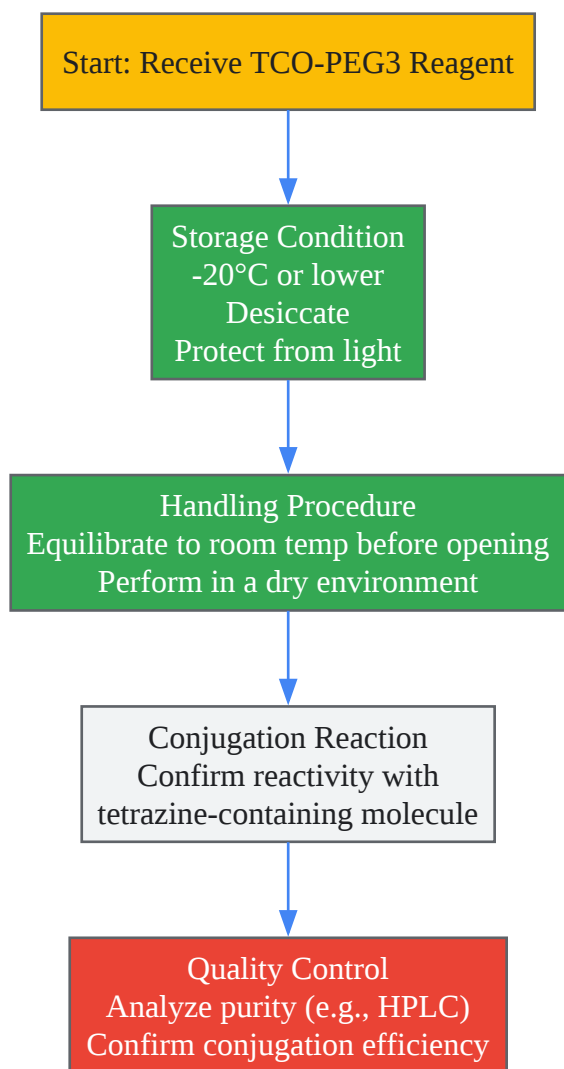 Start: Receive TCO-PEG3 Reagent
Storage Condition
-20°C or lower
Desiccate
Protect from light
Handling Procedure
Equilibrate to room temp before opening
Perform in a dry environment
Conjugation Reaction
Confirm reactivity with
tetrazine-containing molecule
Quality Control
Analyze purity (e.g., HPLC)
Confirm conjugation efficiency